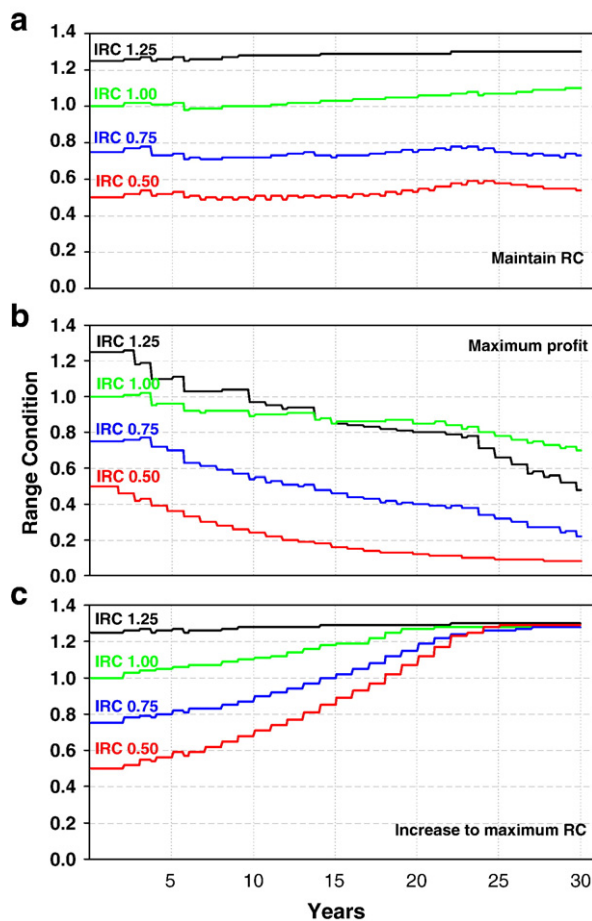 a
1.4
IRC 1.25
1.2
IRC 1.00
1.0
0.8
IRC 0.75
0.6
IRC 0.50
0.4
0.2
Maintain RC
0.0
b
1.4
IRC 1.25
Maximum profit
1.2
1.0
IRC 1.00
0.8
IRC 0.75
0.6
IRC 0.50
0.4
0.2
0.0
Range Condition
c
1.4
IRC 1.25
1.2
IRC 1.00
1.0
0.8
IRC 0.75
0.6
IRC 0.50
0.4
0.2
Increase to maximum RC
0.0
5 10 15 20 25 30
Years